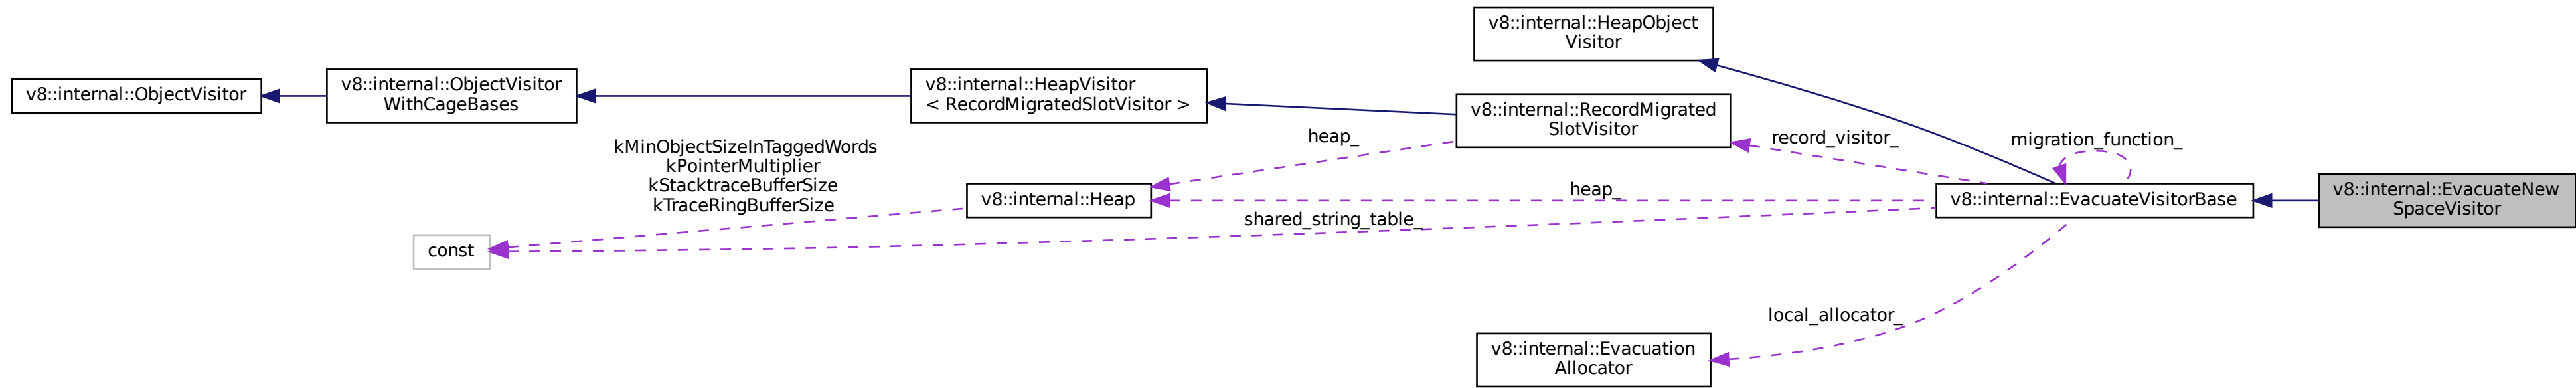 v8::internal::HeapObject
Visitor
v8::internal::ObjectVisitor
v8::internal::ObjectVisitor
WithCageBases
v8::internal::HeapVisitor
< RecordMigratedSlotVisitor >
v8::internal::RecordMigrated
SlotVisitor
heap_
record_visitor_
migration_function_
kMinObjectSizeInTaggedWords
kPointerMultiplier
kStacktraceBufferSize
kTraceRingBufferSize
v8::internal::Heap
heap_
v8::internal::EvacuateVisitorBase
v8::internal::EvacuateNew
SpaceVisitor
shared_string_table_
const
local_allocator_
v8::internal::Evacuation
Allocator